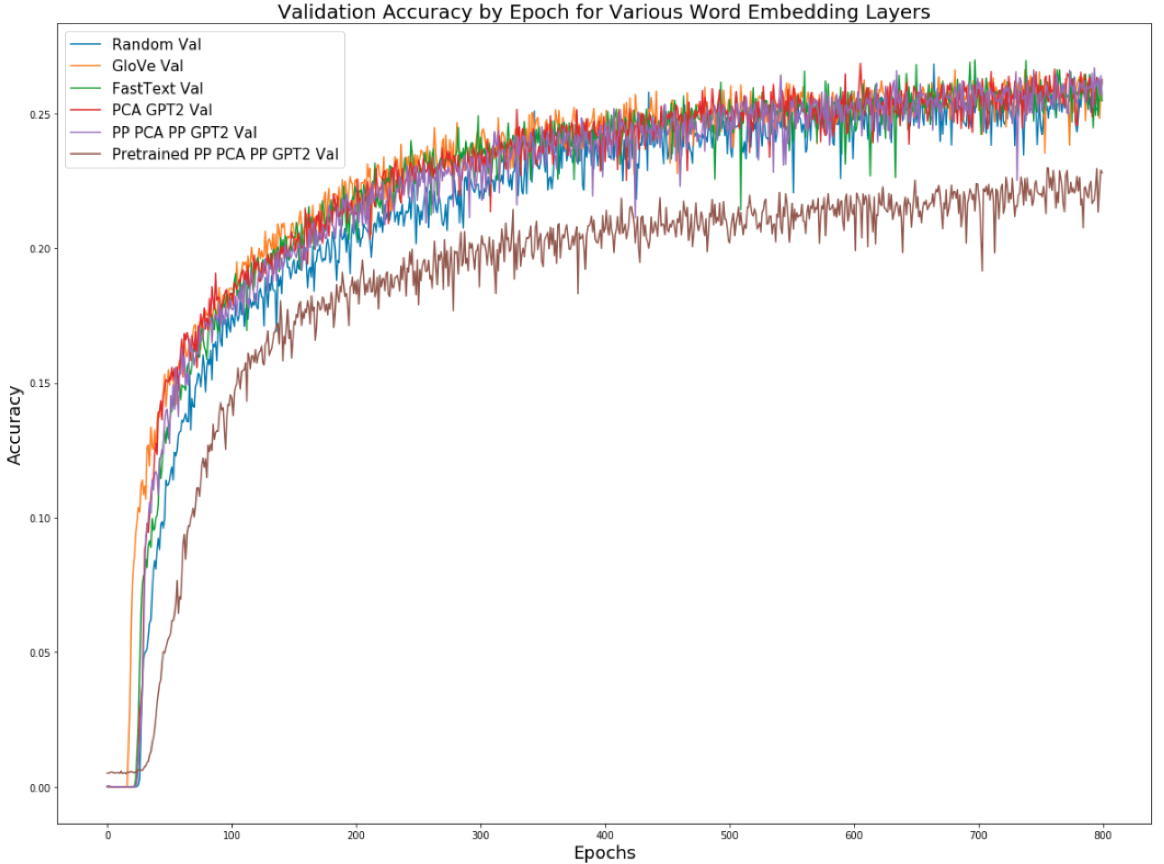 Validation Accuracy by Epoch for Various Word Embedding Layers
Random Val
GloVe Val
FastText Val
PCA GPT2 Val
PP PCA PP GPT2 Val
Pretrained PP PCA PP GPT2 Val
0.25
0.20
0.15
0.10
0.05
0.00
Accuracy
0 100 200 300 400 500 600 700 800
Epochs